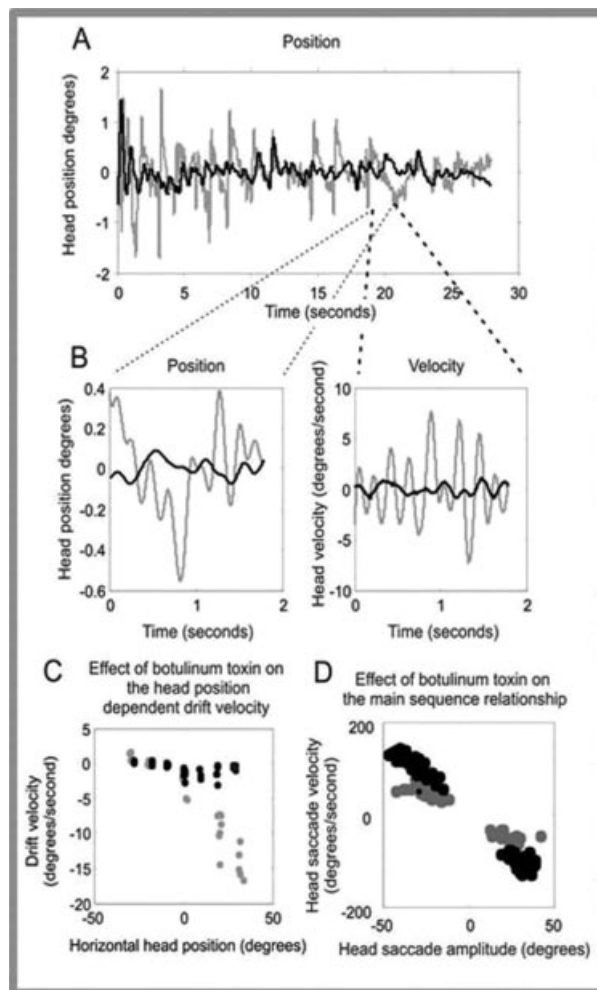 A
Position
Head position degrees
2
1
0
-1
-2
0
5
10
15
20
25
30
Time (seconds)
B
Position
Head position degrees
0.4
0.2
0
-0.2
-0.4
-0.6
0
1
2
Time (seconds)
Velocity
Head velocity (degrees/second)
10
5
0
-5
-10
0
1
2
Time (seconds)
C
Effect of botulinum toxin on
the head position
dependent drift velocity
Drift velocity
(degrees/second)
5
0
-5
-10
-15
-20
-50
0
50
Horizontal head position (degrees)
D
Effect of botulinum toxin on
the main sequence relationship
Head saccade velocity
(degrees/second)
200
0
-200
-50
50
Head saccade amplitude (degrees)